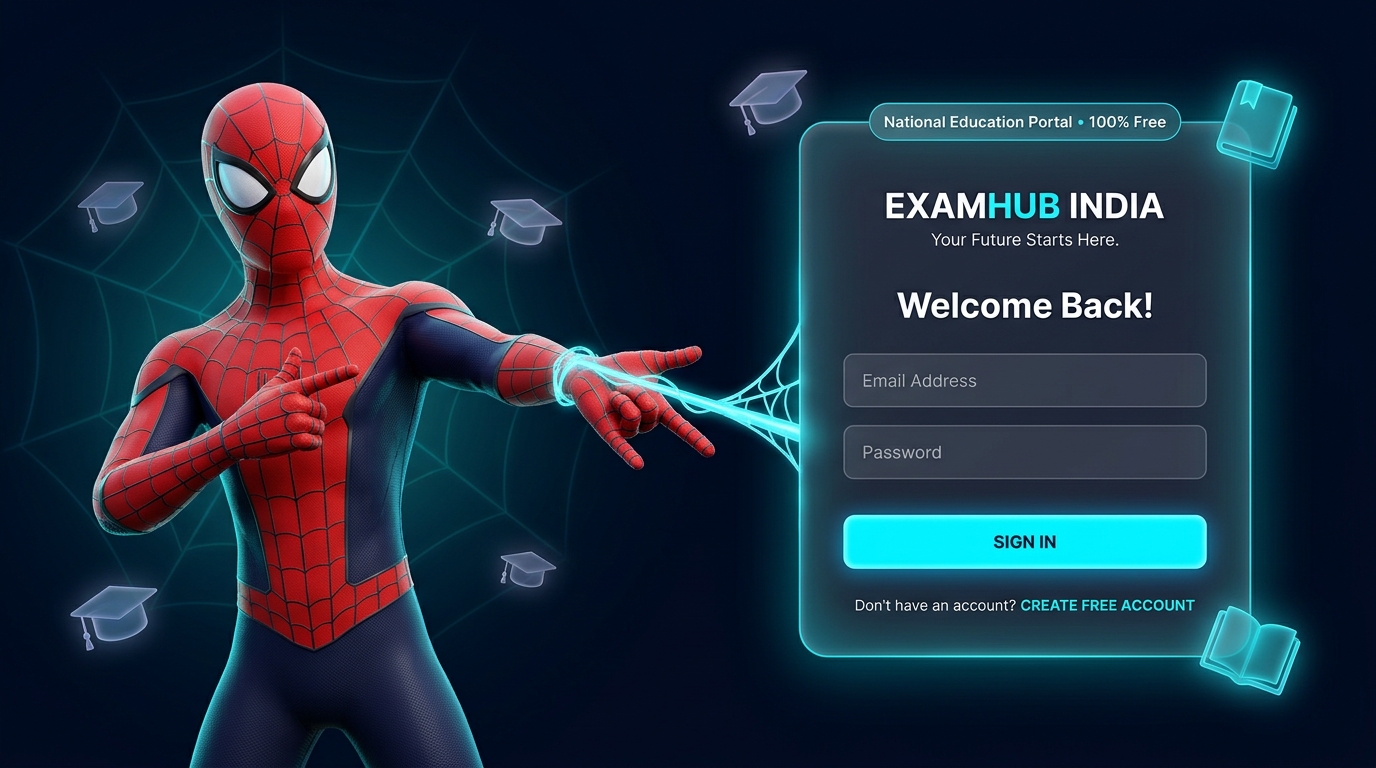 National Education Portal • 100% Free
EXAMHUB INDIA
Your Future Starts Here.
Welcome Back!
Email Address
Password
SIGN IN
Don't have an account? CREATE FREE ACCOUNT